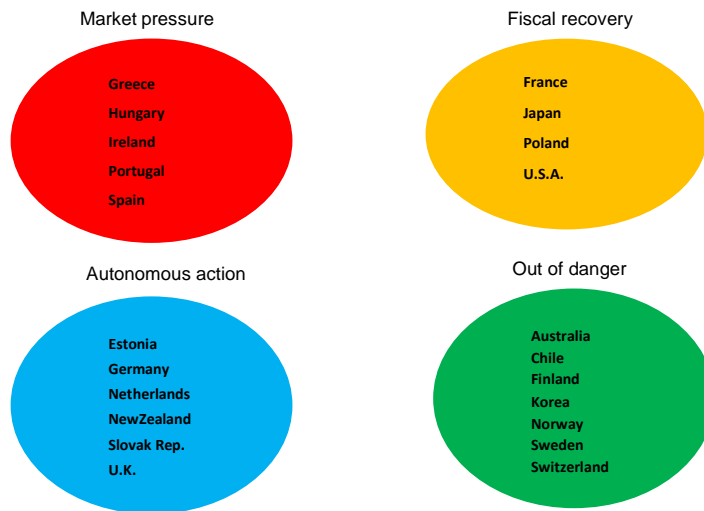 Market pressure
Greece
Hungary
Ireland
Portugal
Spain
Fiscal recovery
France
Japan
Poland
U.S.A.
Autonomous action
Estonia
Germany
Netherlands
NewZealand
Slovak Rep.
U.K.
Out of danger
Australia
Chile
Finland
Korea
Norway
Sweden
Switzerland